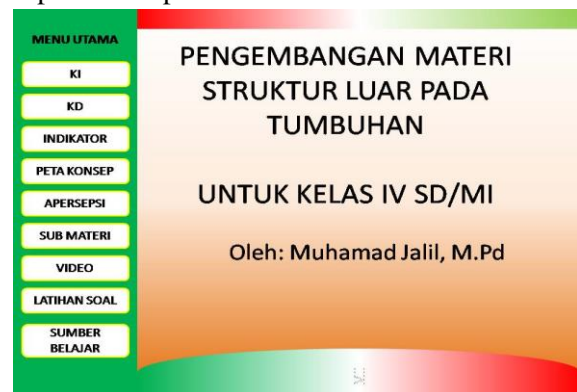 MENU UTAMA
KI
KD
INDIKATOR
PETA KONSEP
APERSEPSI
SUB MATERI
VIDEO
LATIHAN SOAL
SUMBER
BELAJAR
PENGEMBANGAN MATERI
STRUKTUR LUAR PADA
TUMBUHAN
UNTUK KELAS IV SD/MI
Oleh: Muhamad Jalil, M.Pd